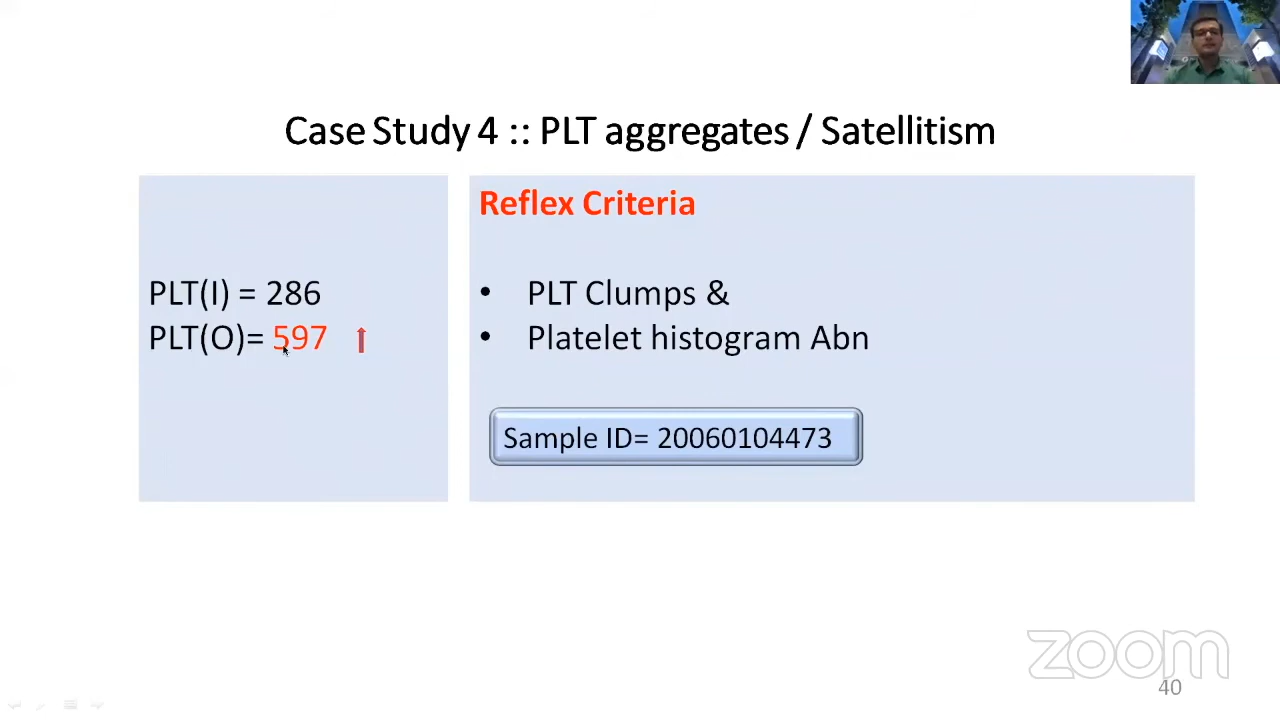 Case Study 4 :: PLT aggregates / Satellitism
PLT(I) = 286
PLT(O)= 597
Reflex Criteria
• PLT Clumps &
• Platelet histogram Abn
Sample ID= 20060104473
zoom
40